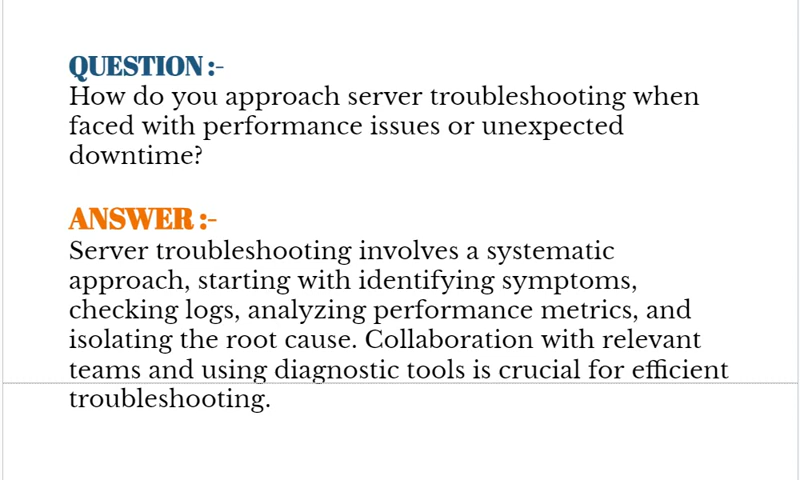 QUESTION :-
How do you approach server troubleshooting when
faced with performance issues or unexpected
downtime?
ANSWER :-
Server troubleshooting involves a systematic
approach, starting with identifying symptoms,
checking logs, analyzing performance metrics, and
isolating the root cause. Collaboration with relevant
teams and using diagnostic tools is crucial for efficient
troubleshooting.